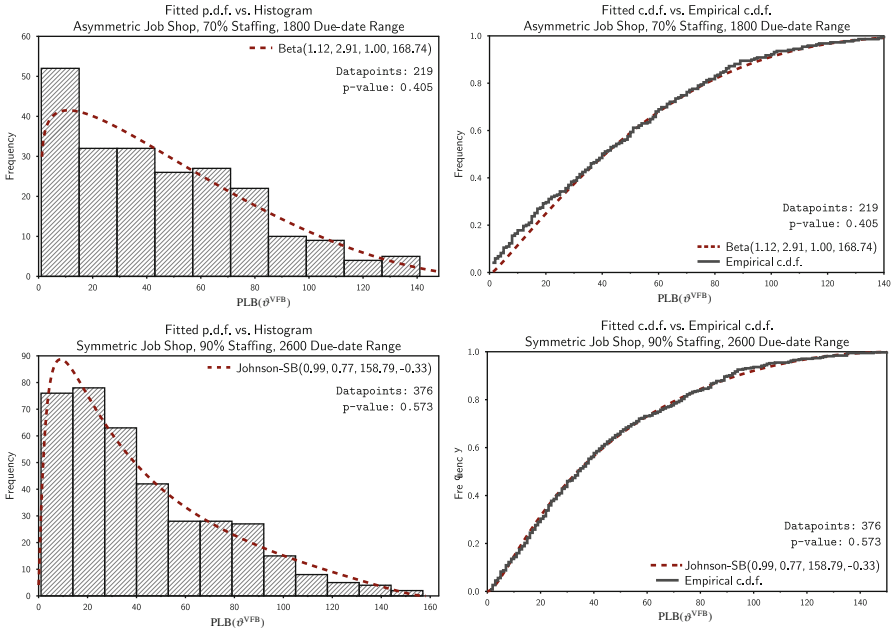 Fitted p.d.f. vs. Histogram
Asymmetric Job Shop, 70% Staffing, 1800 Due-date Range
Beta(1.12, 2.91, 1.00, 168.74)
Datapoints: 219
p-value: 0.405
Frequency
60
50
40
30
20
10
0
0 20 40 60 80 100 120 140
PLB(ϑVFB)
Fitted c.d.f. vs. Empirical c.d.f.
Asymmetric Job Shop, 70% Staffing, 1800 Due-date Range
Frequency
1.0
0.8
0.6
0.4
0.2
0.0
Datapoints: 219
p-value: 0.405
Beta(1.12, 2.91, 1.00, 168.74)
Empirical c.d.f.
0 20 40 60 80 100 120 140
PLB(ϑVFB)
Fitted p.d.f. vs. Histogram
Symmetric Job Shop, 90% Staffing, 2600 Due-date Range
Johnson-SB(0.99, 0.77, 158.79, -0.33)
Datapoints: 376
p-value: 0.573
Frequency
90
80
70
60
50
40
30
20
10
0
0 20 40 60 80 100 120 140 160
PLB(ϑVFB)
Fitted c.d.f. vs. Empirical c.d.f.
Symmetric Job Shop, 90% Staffing, 2600 Due-date Range
1.0
0.8
0.6
0.4
0.2
0.0
Datapoints: 376
p-value: 0.573
Johnson-SB(0.99, 0.77, 158.79, -0.33)
Empirical c.d.f.
0 20 40 60 80 100 120 140
PLB(ϑVFB)